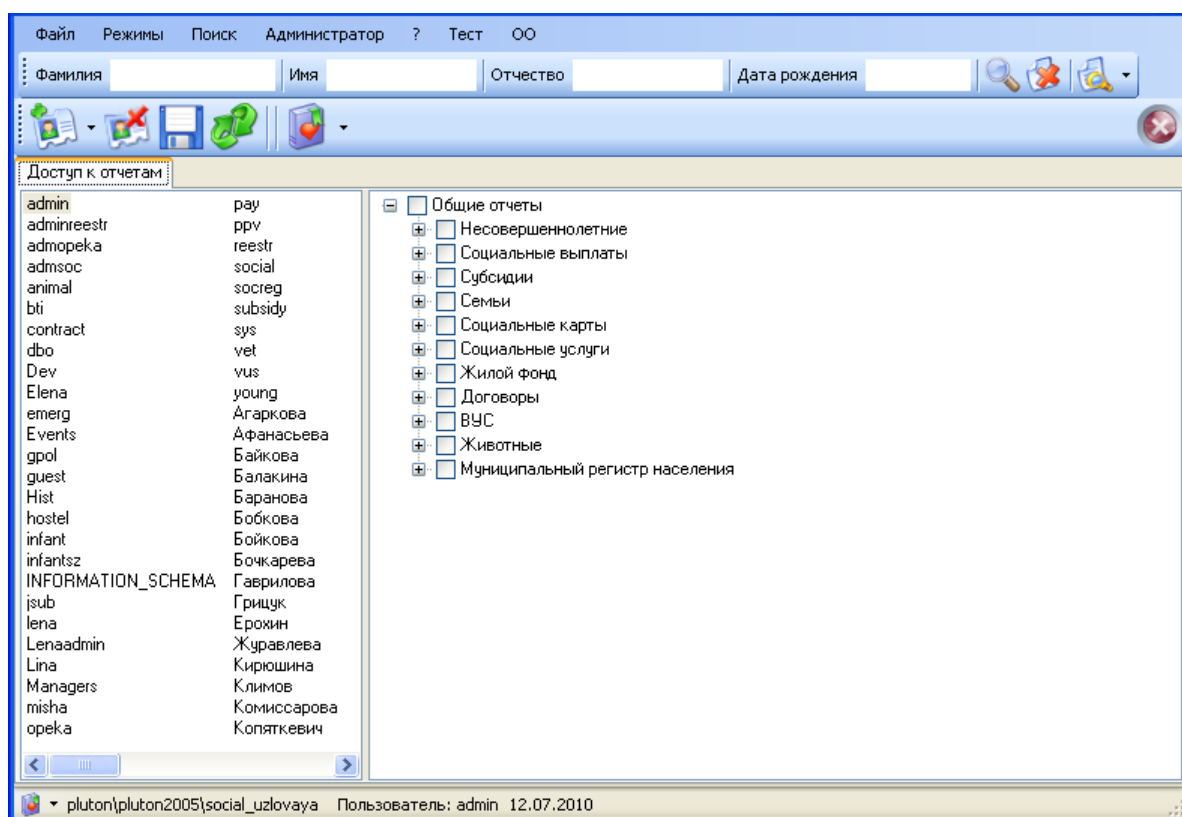 Файл Режимы Поиск Администратор ? Тест ОО
Фамилия Имя Отчество Дата рождения
Доступ к отчетам
admin pay
adminreestr ppv
admopeka reestr
admsoc social
animal socreg
bti subsidy
contract sys
dbo vet
Dev vus
Elena young
emerg Агаркова
Events Афанасьева
gpol Байкова
guest Балакина
Hist Баранова
hostel Бобкова
infant Бойкова
infantsz Бочкарева
INFORMATION_SCHEMA Гаврилова
jsub Грицук
lena Ерохин
Lenaadmin Журавлева
Lina Кирюшина
Managers Климов
misha Комиссарова
opeka Копяткевич
Общие отчеты
Несовершеннолетние
Социальные выплаты
Субсидии
Семьи
Социальные карты
Социальные услуги
Жилой фонд
Договоры
ВУС
Животные
Муниципальный регистр населения
pluton\pluton2005\social_uzlovaya Пользователь: admin 12.07.2010